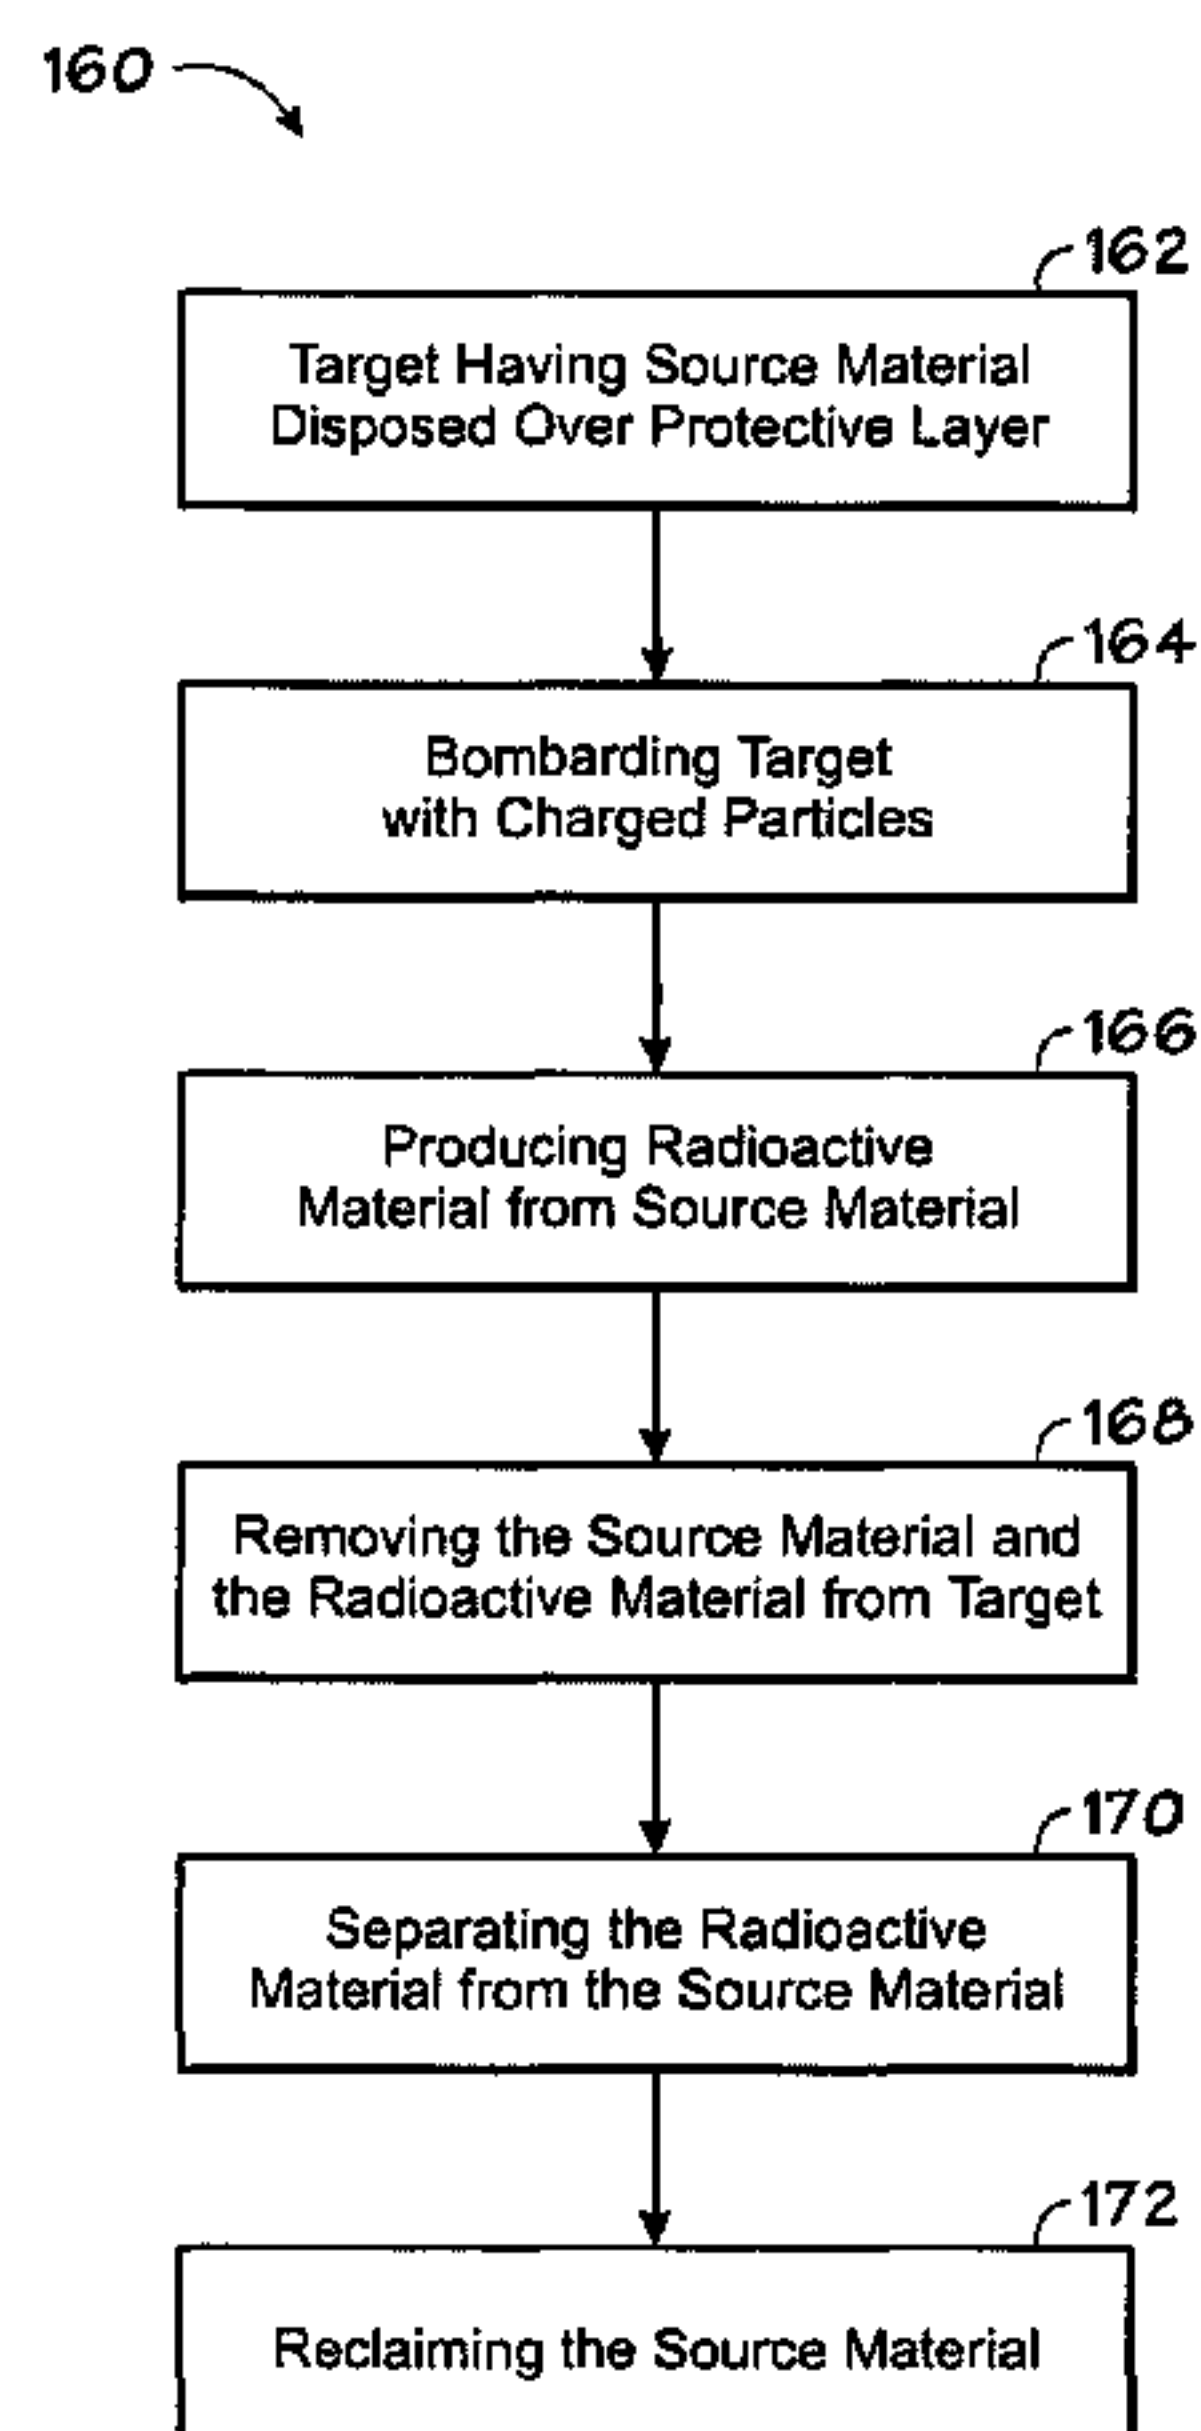 160
162
Target Having Source Material
Disposed Over Protective Layer
164
Bombarding Target
with Charged Particles
166
Producing Radioactive
Material from Source Material
168
Removing the Source Material and
the Radioactive Material from Target
170
Separating the Radioactive
Material from the Source Material
172
Reclaiming the Source Material